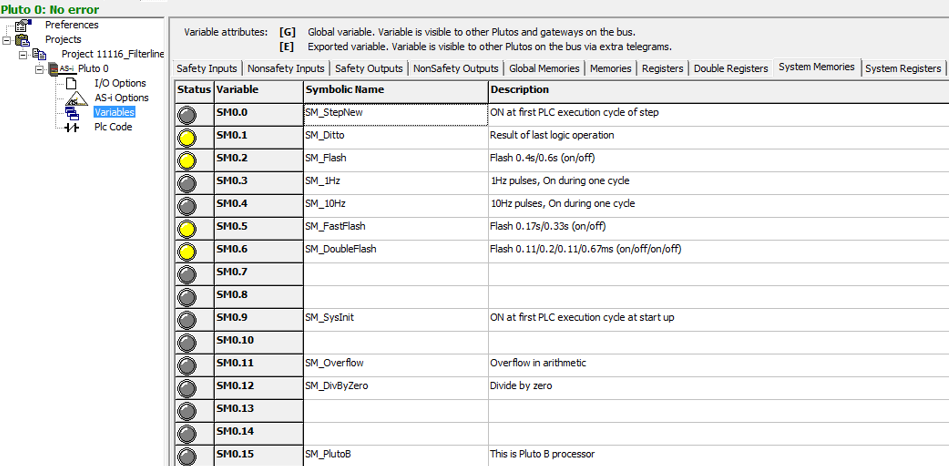 Pluto 0: No error
Preferences
Projects
Project 11116_Filterline
AS-i Pluto 0
I/O Options
AS-i Options
Variables
Plc Code
Variable attributes: [G] Global variable. Variable is visible to other Plutos and gateways on the bus.
[E] Exported variable. Variable is visible to other Plutos on the bus via extra telegrams.
Safety Inputs Nonsafety Inputs Safety Outputs NonSafety Outputs Global Memories Memories Registers Double Registers System Memories System Registers
Status Variable Symbolic Name Description
SM0.0 SM_StepNew ON at first PLC execution cycle of step
SM0.1 SM_Ditto Result of last logic operation
SM0.2 SM_Flash Flash 0.4s/0.6s (on/off)
SM0.3 SM_1Hz 1Hz pulses, On during one cycle
SM0.4 SM_10Hz 10Hz pulses, On during one cycle
SM0.5 SM_FastFlash Flash 0.17s/0.33s (on/off)
SM0.6 SM_DoubleFlash Flash 0.11/0.2/0.11/0.67ms (on/off/on/off)
SM0.7
SM0.8
SM0.9 SM_SysInit ON at first PLC execution cycle at start up
SM0.10
SM0.11 SM_Overflow Overflow in arithmetic
SM0.12 SM_DivByZero Divide by zero
SM0.13
SM0.14
SM0.15 SM_PlutoB This is Pluto B processor